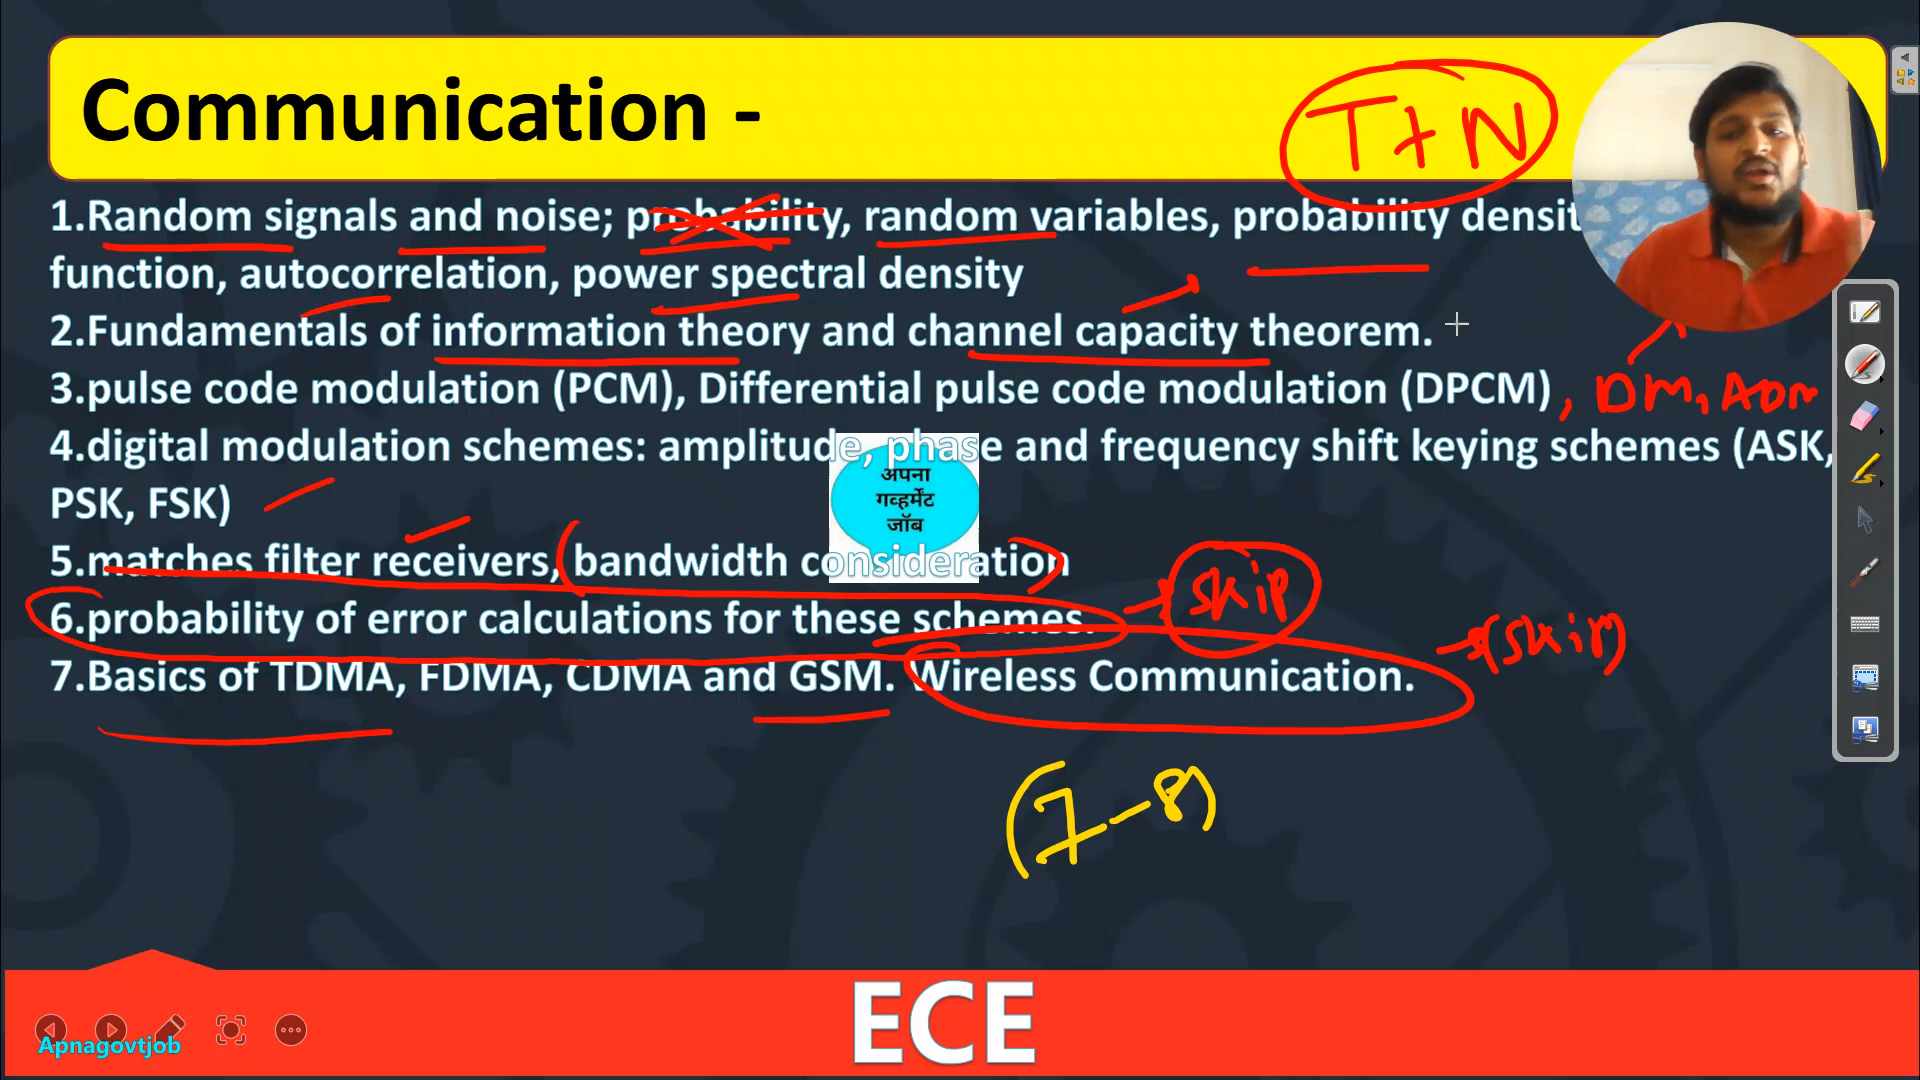 Communication -
T+N
1.Random signals and noise; probability, random variables, probability densit
function, autocorrelation, power spectral density
2.Fundamentals of information theory and channel capacity theorem.
3.pulse code modulation (PCM), Differential pulse code modulation (DPCM) , DM, ADM
4.digital modulation schemes: amplitude, phase and frequency shift keying schemes (ASK,
PSK, FSK)
अपना
गव्हर्मेंट
जॉब
5.matches filter receivers, (bandwidth consideration)
6.probability of error calculations for these schemes. → skip
7.Basics of TDMA, FDMA, CDMA and GSM. Wireless Communication. → (skip)
(7-8)
ECE
Apnagovtjob